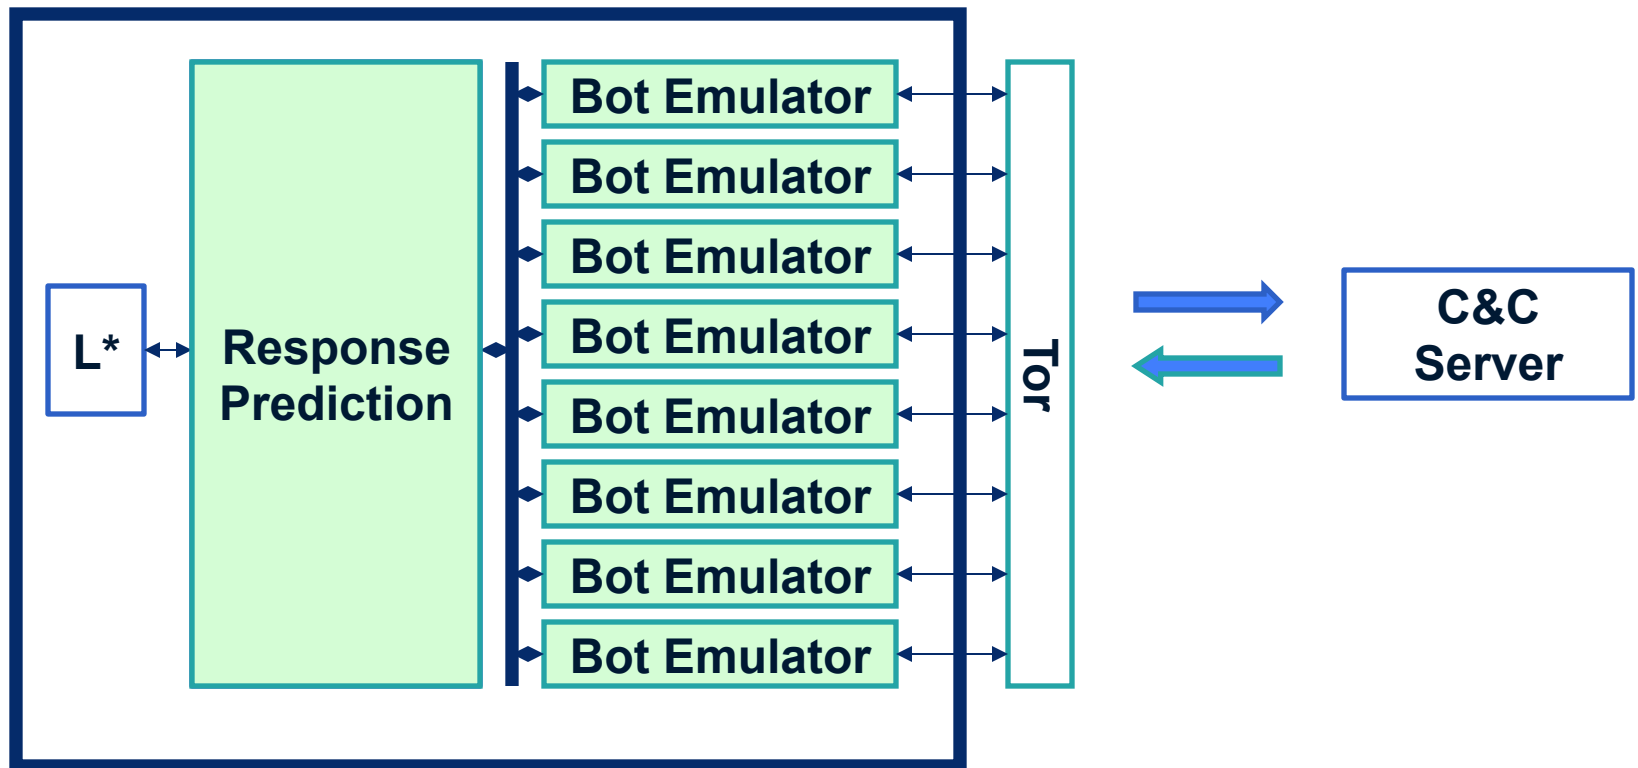 L*
Response
Prediction
Bot Emulator
Bot Emulator
Bot Emulator
Bot Emulator
Bot Emulator
Bot Emulator
Bot Emulator
Bot Emulator
Tor
C&C
Server